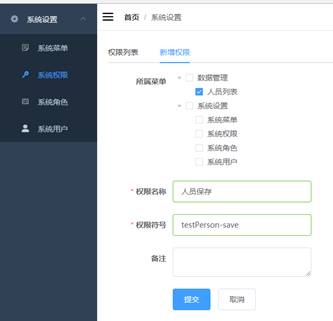 系统设置
系统菜单
系统权限
系统角色
系统用户
首页 / 系统设置
权限列表 新增权限
所属菜单
数据管理
人员列表
系统设置
系统菜单
系统权限
系统角色
系统用户
* 权限名称 人员保存
* 权限符号 testPerson-save
备注
提交 取消